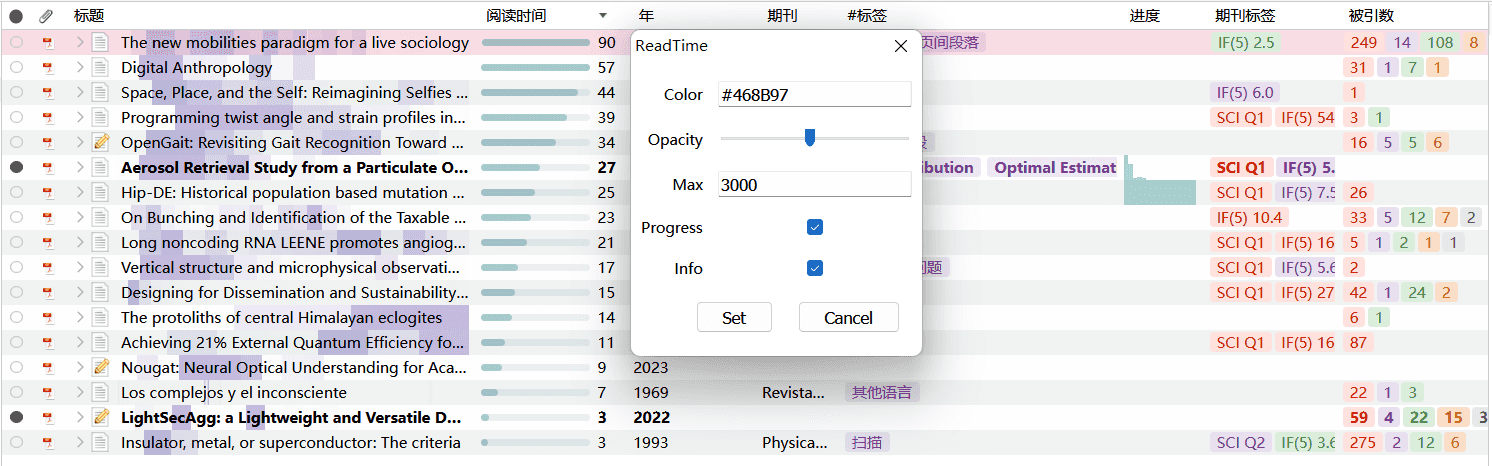 标题 阅读时间 年 期刊 #标签 进度 期刊标签 被引数
The new mobilities paradigm for a live sociology 90 页间段落 IF(5) 2.5 249 14 108 8
Digital Anthropology 57 31 1 7 1
Space, Place, and the Self: Reimagining Selfies ... 44 IF(5) 6.0 1
Programming twist angle and strain profiles in... 39 SCI Q1 IF(5) 54 3 1
OpenGait: Revisiting Gait Recognition Toward ... 34 16 5 5 6
Aerosol Retrieval Study from a Particulate O... 27 ibution Optimal Estimat SCI Q1 IF(5) 5.
Hip-DE: Historical population based mutation ... 25 SCI Q1 IF(5) 7.5 26
On Bunching and Identification of the Taxable ... 23 IF(5) 10.4 33 5 12 7 2
Long noncoding RNA LEENE promotes angiog... 21 SCI Q1 IF(5) 16 5 1 2 1 1
Vertical structure and microphysical observati... 17 问题 SCI Q1 IF(5) 5.6 2
Designing for Dissemination and Sustainability... 15 SCI Q1 IF(5) 27 42 1 24 2
The protoliths of central Himalayan eclogites 14 6 1
Achieving 21% External Quantum Efficiency fo... 11 SCI Q1 IF(5) 16 87
Nougat: Neural Optical Understanding for Aca... 9 2023
Los complejos y el inconsciente 7 1969 Revista... 其他语言 22 1 3
LightSecAgg: a Lightweight and Versatile D... 3 2022 59 4 22 15 3
Insulator, metal, or superconductor: The criteria 3 1993 Physica... 扫描 SCI Q2 IF(5) 3.6 275 2 12 6
ReadTime
Color #468B97
Opacity
Max 3000
Progress
Info
Set Cancel